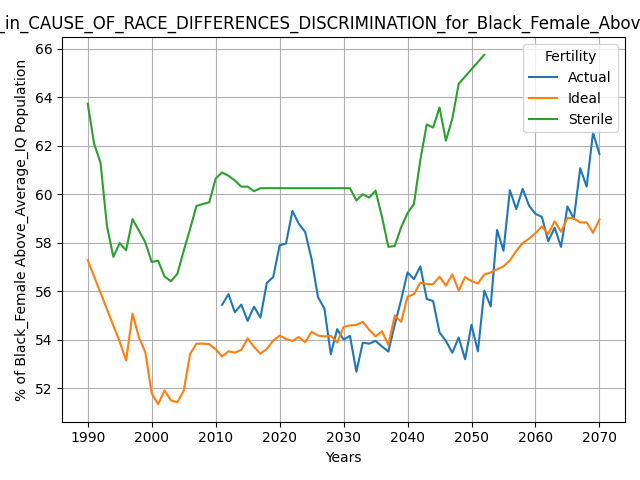 _in_CAUSE_OF_RACE_DIFFERENCES_DISCRIMINATION_for_Black_Female_Abov
% of Black_Female Above_Average_IQ Population
66
64
62
60
58
56
54
52
Fertility
Actual
Ideal
Sterile
1990 2000 2010 2020 2030 2040 2050 2060 2070
Years